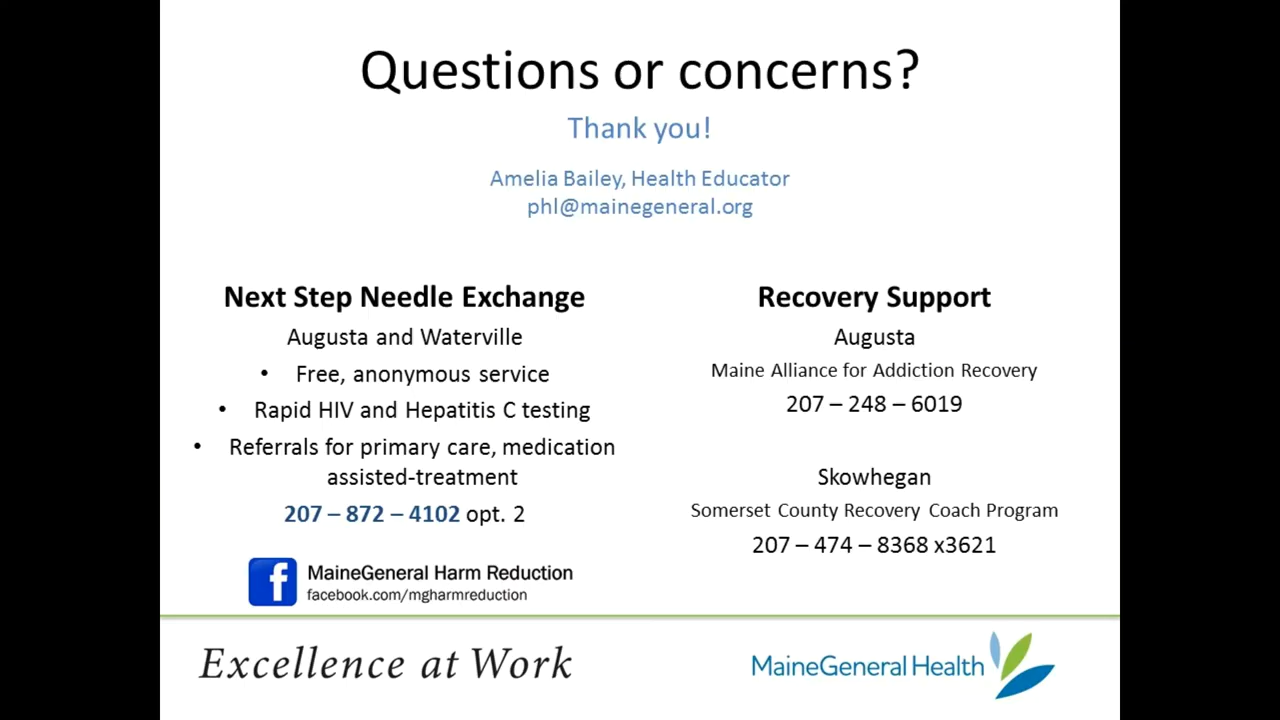 Questions or concerns?
Thank you!
Amelia Bailey, Health Educator
phl@mainegeneral.org
Next Step Needle Exchange
Augusta and Waterville
• Free, anonymous service
• Rapid HIV and Hepatitis C testing
• Referrals for primary care, medication
assisted-treatment
207 – 872 – 4102 opt. 2
f MaineGeneral Harm Reduction
facebook.com/mgharmreduction
Recovery Support
Augusta
Maine Alliance for Addiction Recovery
207 – 248 – 6019
Skowhegan
Somerset County Recovery Coach Program
207 – 474 – 8368 x3621
Excellence at Work
MaineGeneral Health